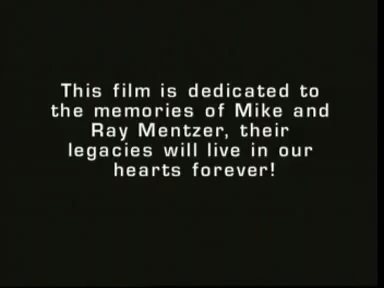 This film is dedicated to
the memories of Mike and
Ray Mentzer, their
legacies will live in our
hearts forever!